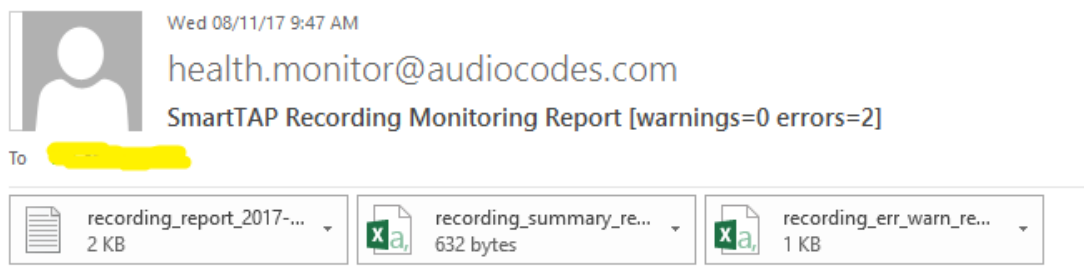 Wed 08/11/17 9:47 AM
health.monitor@audiocodes.com
SmartTAP Recording Monitoring Report [warnings=0 errors=2]
To
recording_report_2017-... recording_summary_re... recording_err_warn_re...
2 KB 632 bytes 1 KB